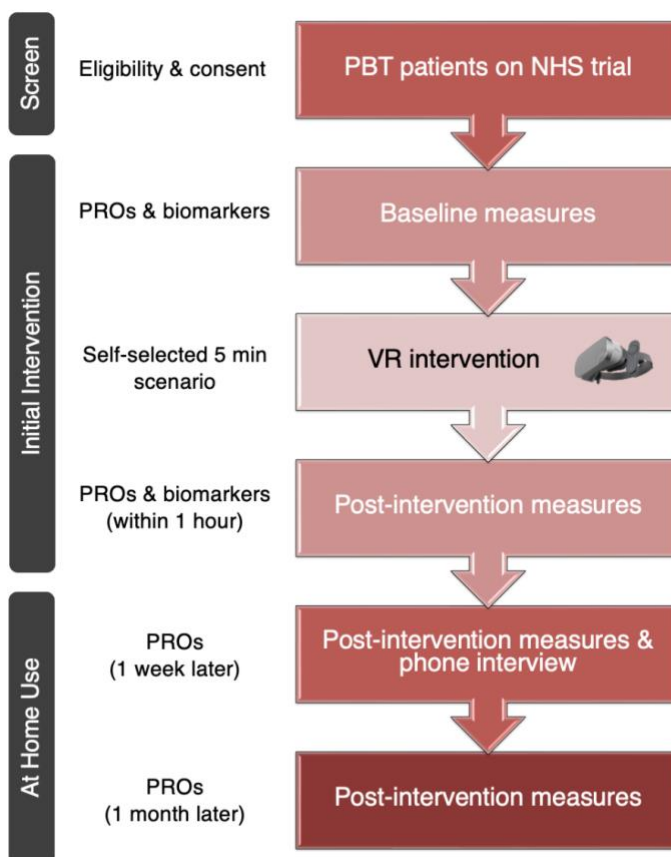 Screen
Eligibility & consent
PBT patients on NHS trial
Initial Intervention
PROs & biomarkers
Baseline measures
Self-selected 5 min
scenario
VR intervention
PROs & biomarkers
(within 1 hour)
Post-intervention measures
At Home Use
PROs
(1 week later)
Post-intervention measures &
phone interview
PROs
(1 month later)
Post-intervention measures